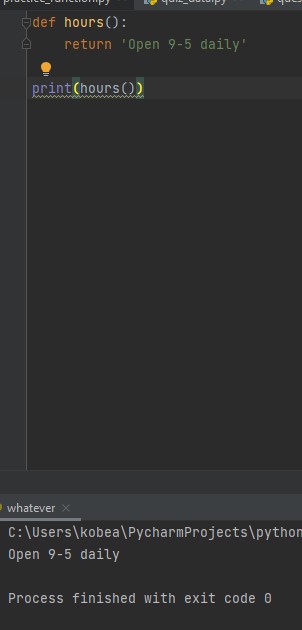 practice_function.py
quiz_data.py
ques
def hours():
return 'Open 9-5 daily'
print(hours())
whatever
C:\Users\kobea\PycharmProjects\python
Open 9-5 daily
Process finished with exit code 0